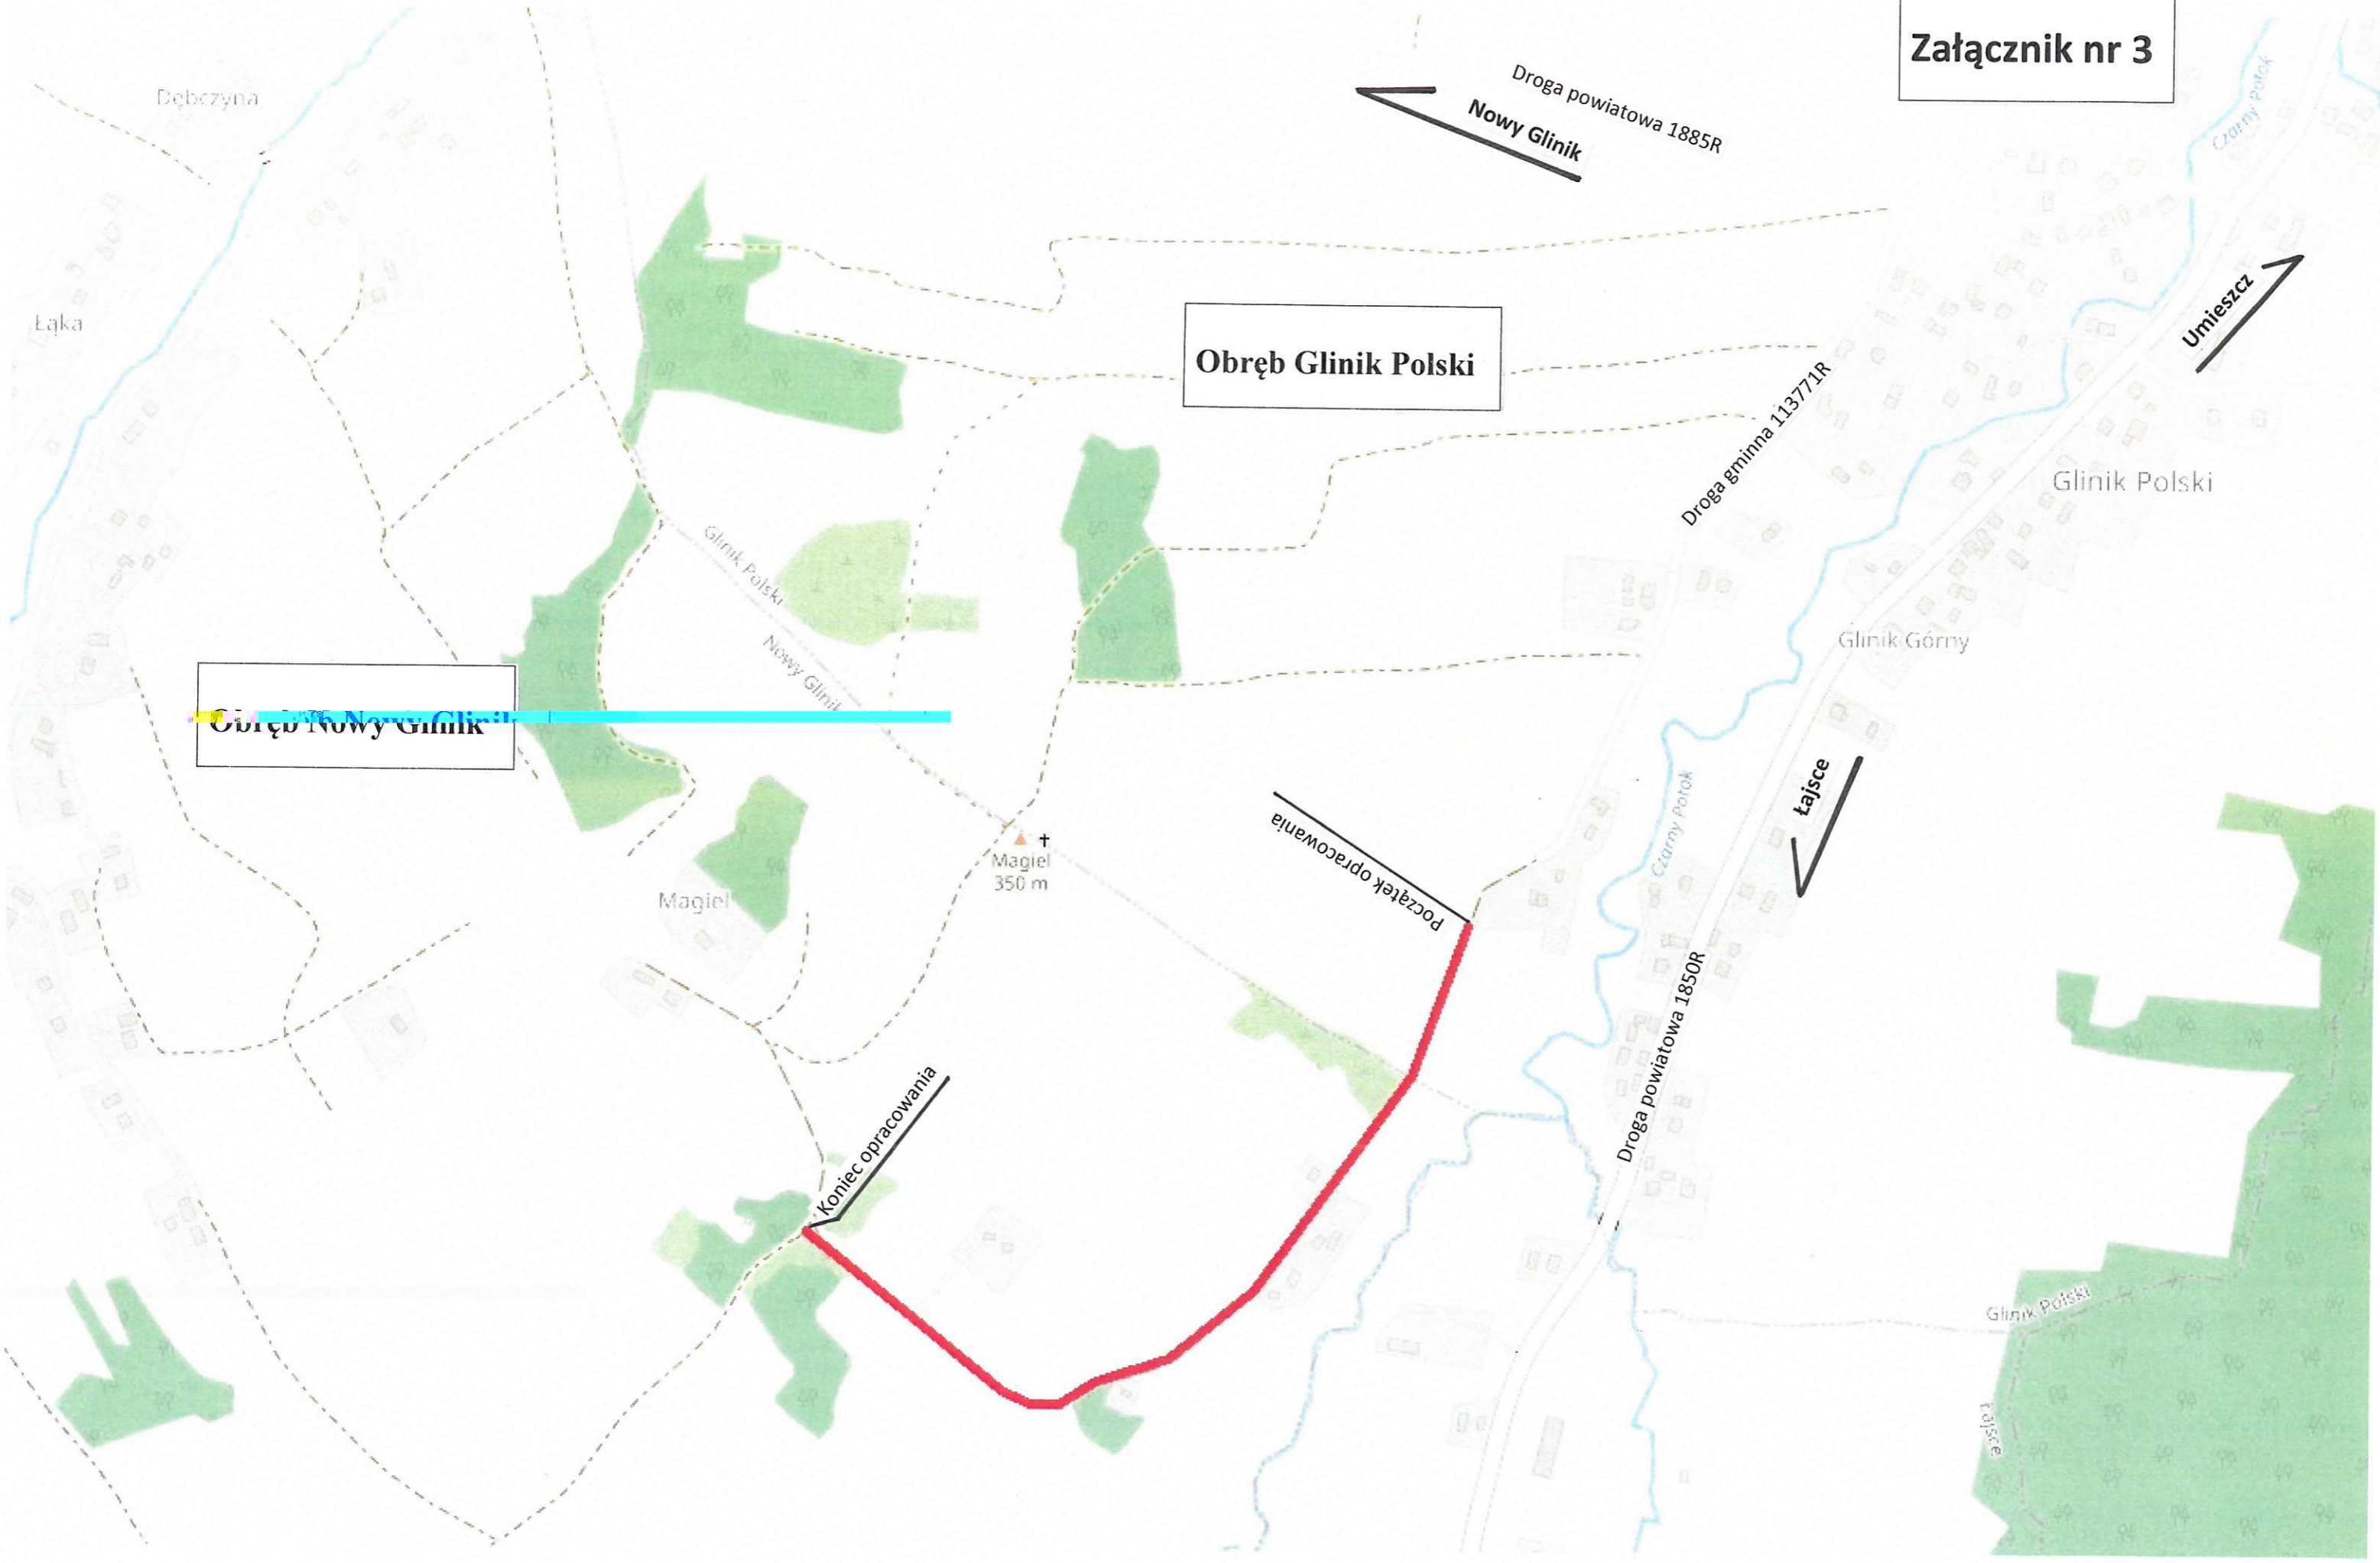 Załącznik nr 3
Czarny Potok
Dębczyna
Droga powiatowa 1885R
Nowy Glinik
Umieszcz
Łąka
Obręb Glinik Polski
Droga gminna 113771R
Glinik Polski
Glinik Polski
Nowy Glinik
Glinik Górny
Obręb Nowy Glinik
Łajsce
Czarny Potok
Początek opracowania
Magiel
350 m
Magiel
Droga powiatowa 1850R
Koniec opracowania
Glinik Polski
Łajsce